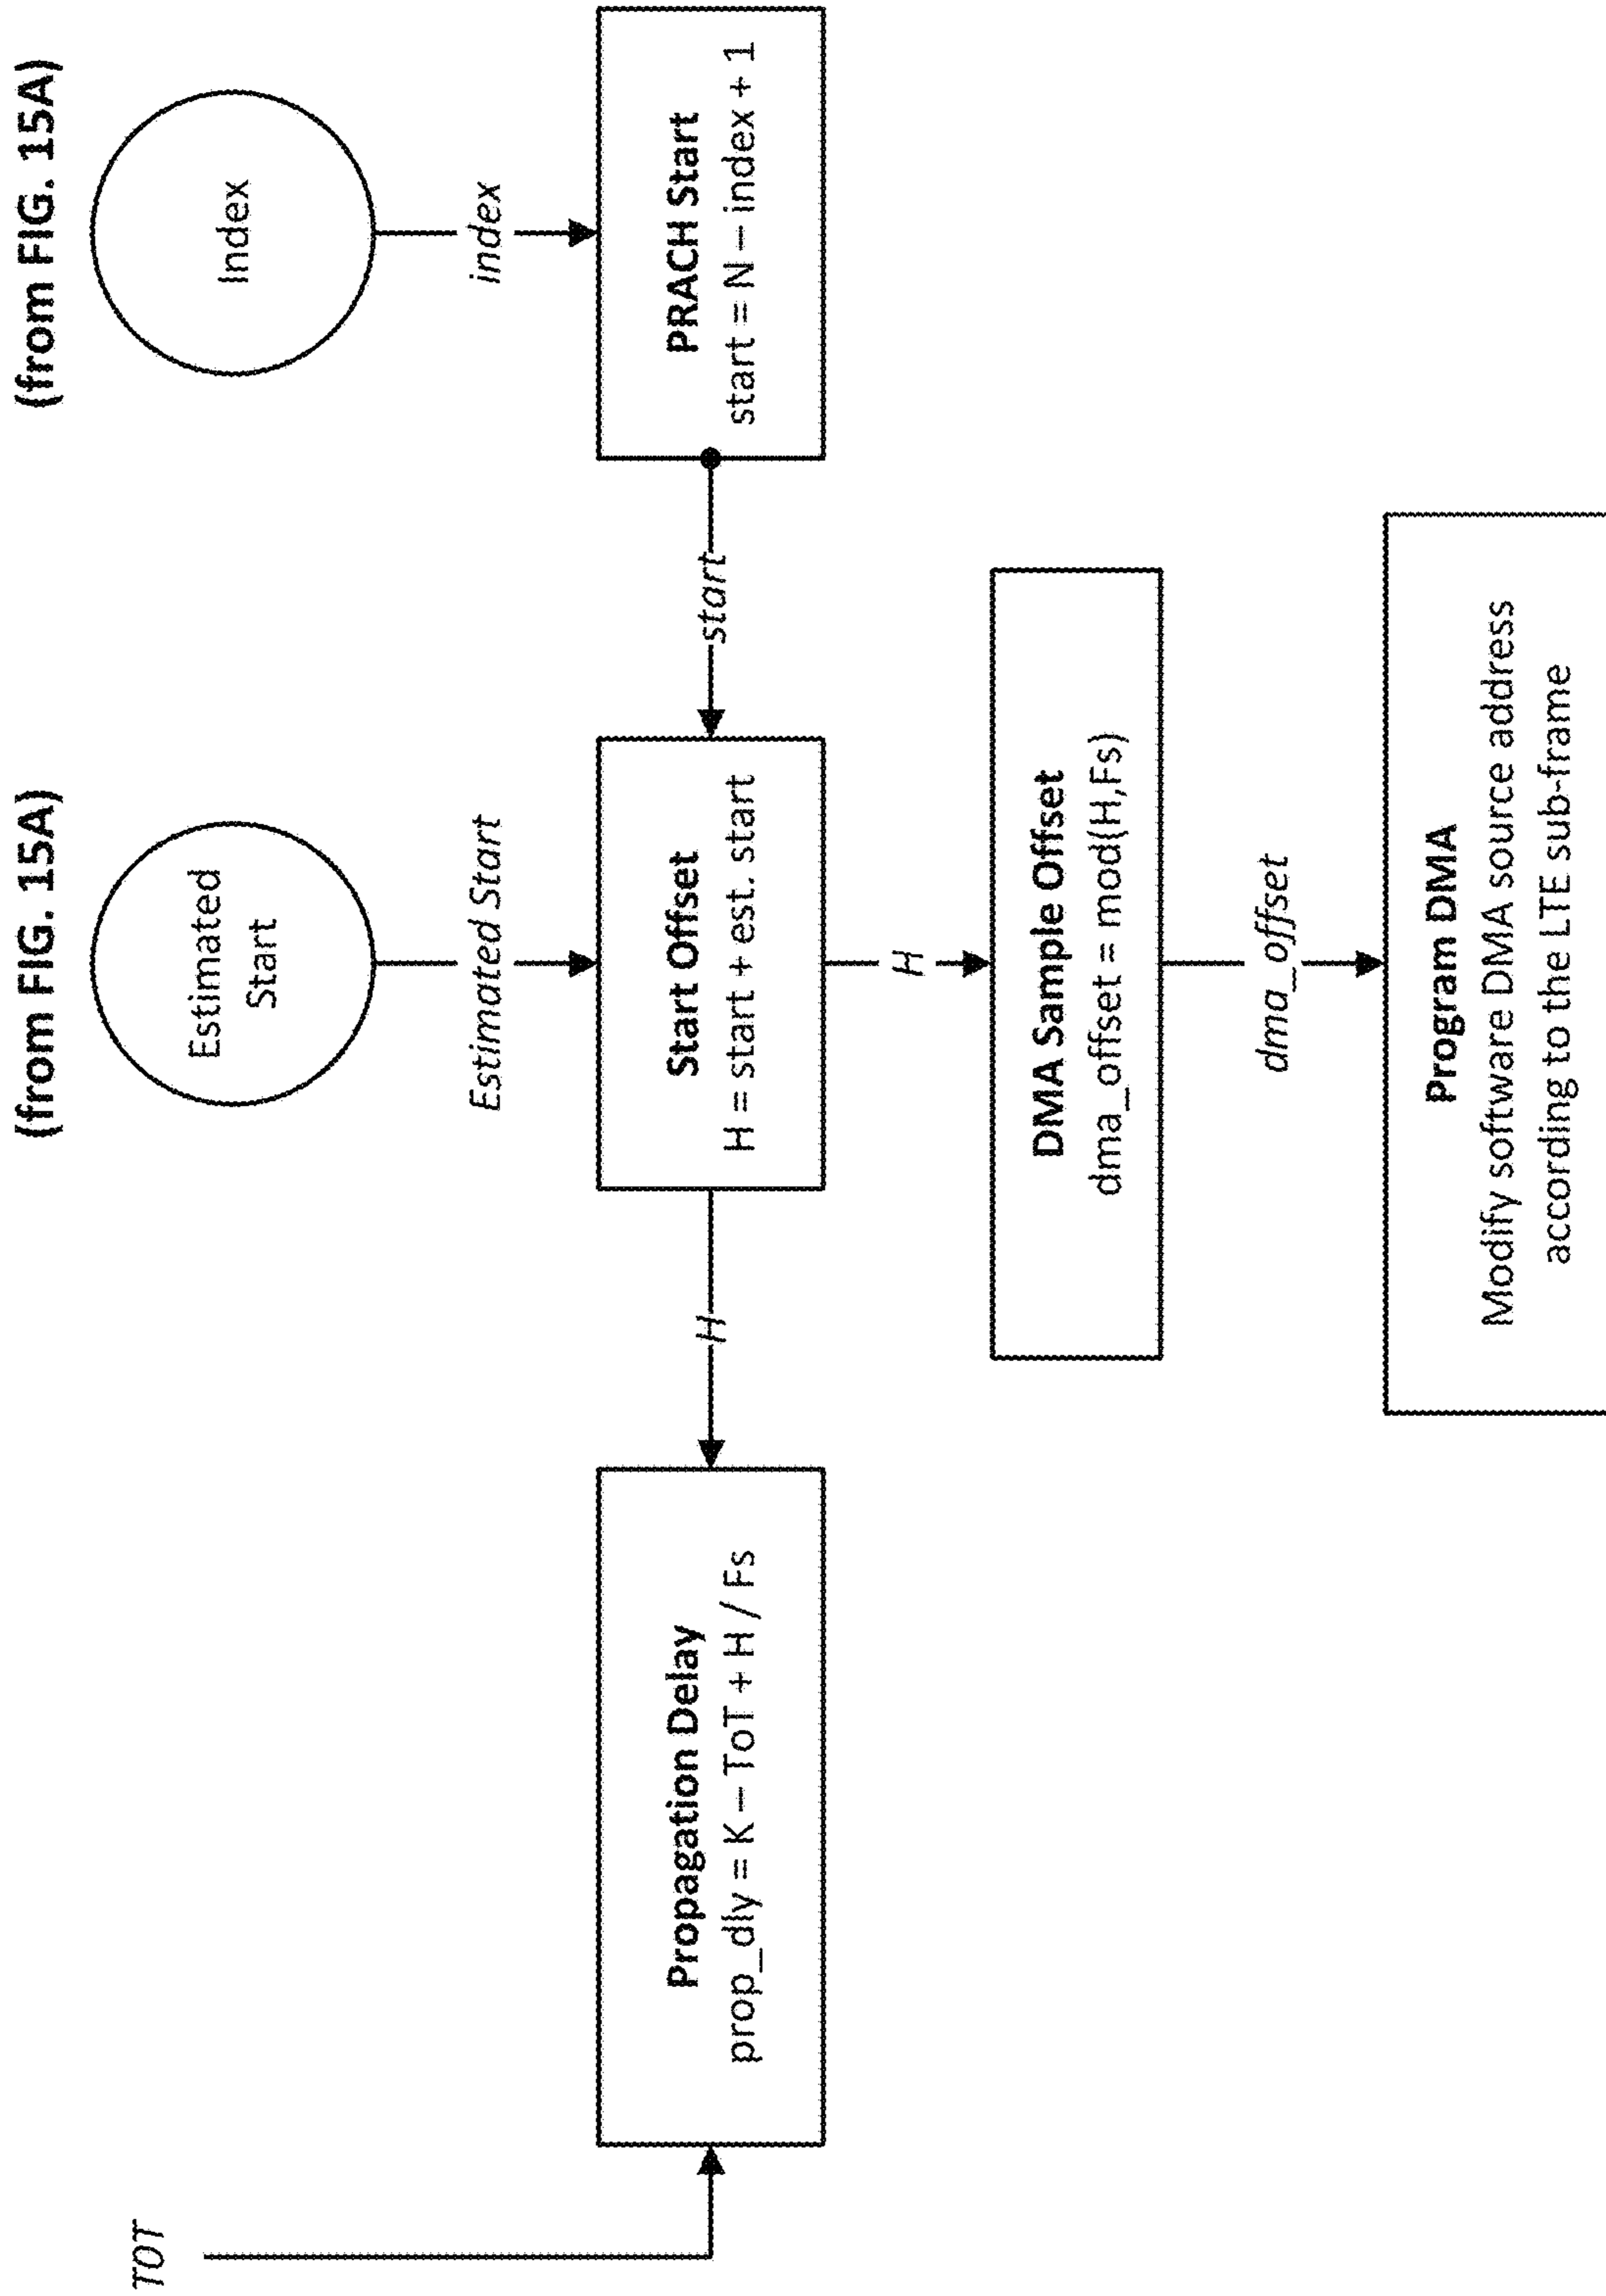 TOT
(from FIG. 15A)
(from FIG. 15A)
Estimated
Start
Index
Estimated Start
index
Propagation Delay
prop_dly = K – ToT + H / Fs
H
Start Offset
H = start + est. start
start
PRACH Start
start = N – index + 1
H
DMA Sample Offset
dma_offset = mod(H,Fs)
dma_offset
Program DMA
Modify software DMA source address
according to the LTE sub-frame